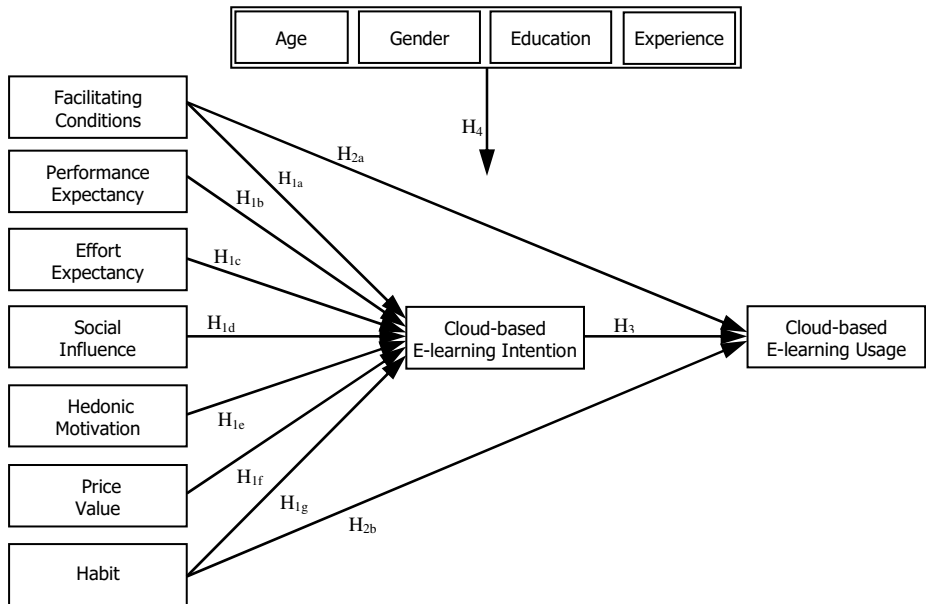 Age
Gender
Education
Experience
Facilitating
Conditions
H4
H2a
Performance
Expectancy
H1a
H1b
Effort
Expectancy
H1c
Social
Influence
H1d
Cloud-based
E-learning Intention
H3
Cloud-based
E-learning Usage
Hedonic
Motivation
H1e
Price
Value
H1f
H1g
H2b
Habit